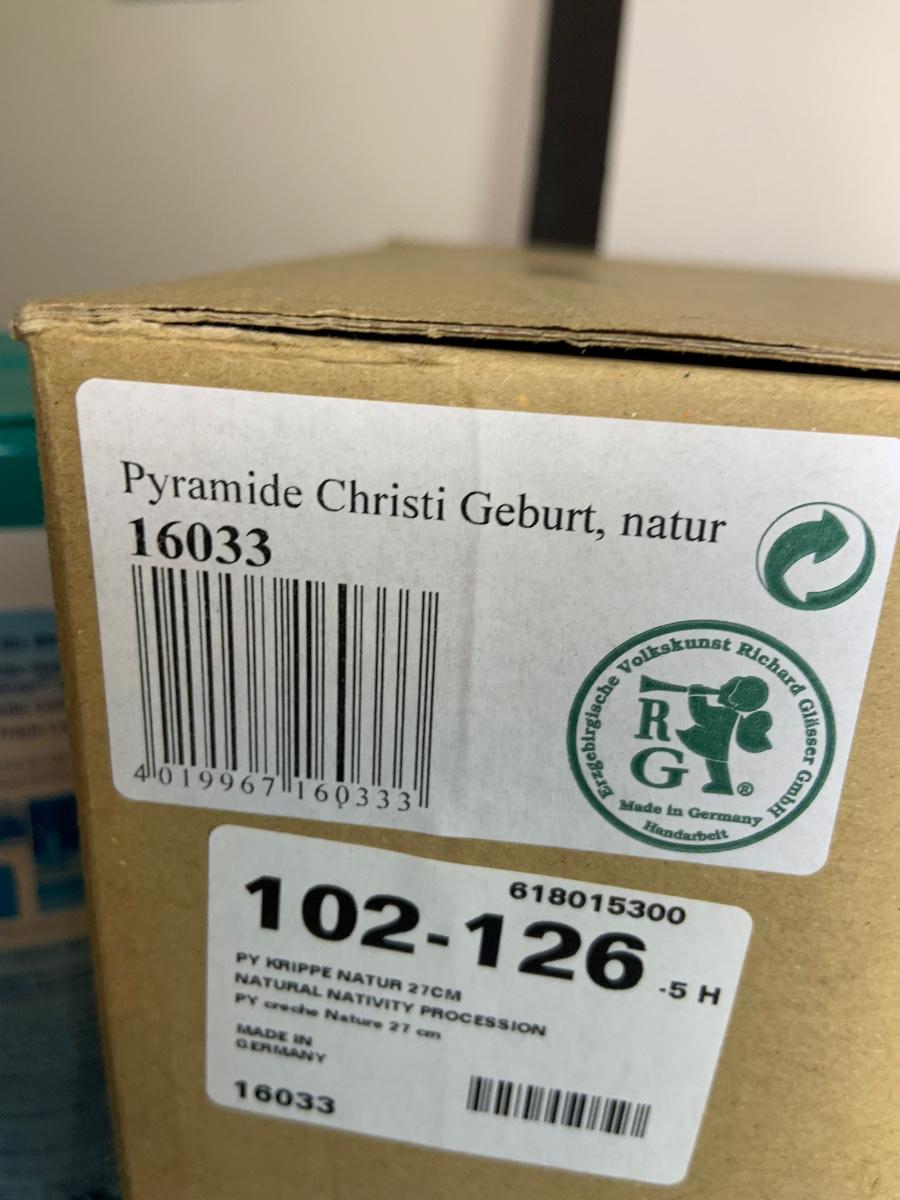 Pyramide Christi Geburt, natur
16033
4 019967 160333
Erzgebirgische Volkskunst Richard Glässer GmbH
R
G
®
Made in Germany
Handarbeit
618015300
102-126 -5 H
PY KRIPPE NATUR 27CM
NATURAL NATIVITY PROCESSION
PY creche Nature 27 cm
MADE IN
GERMANY
16033